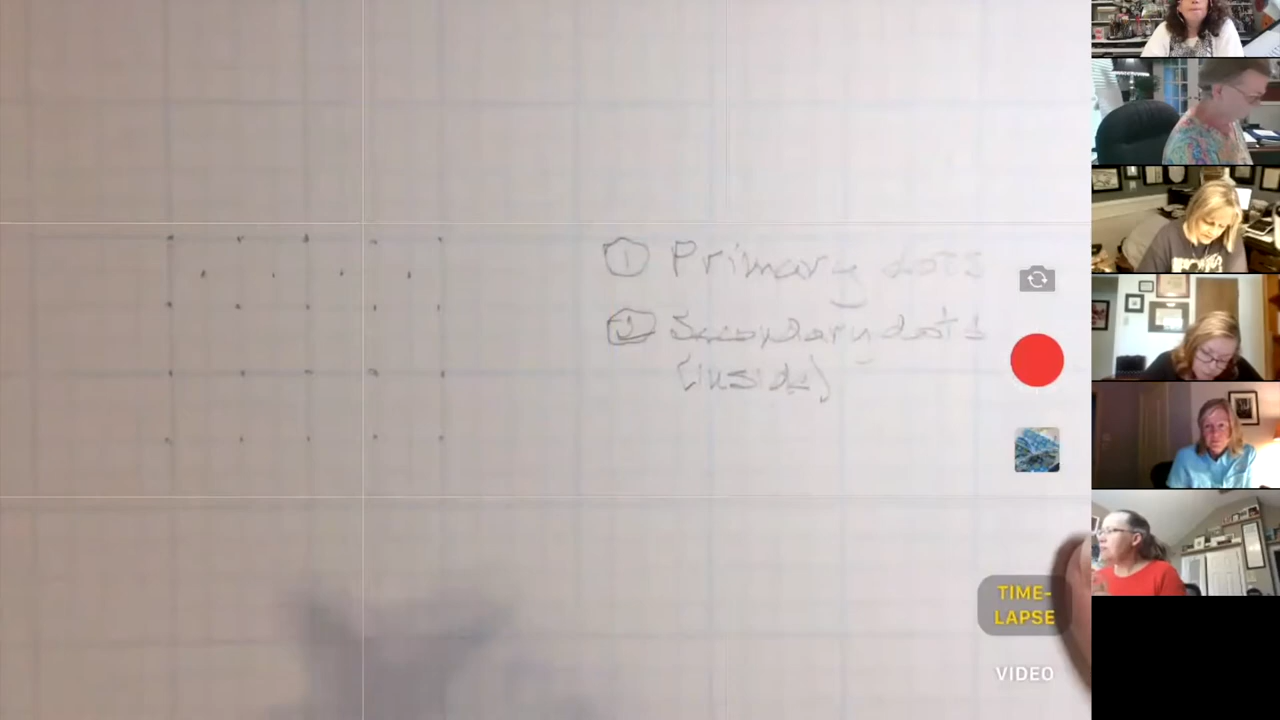 ① Primary dots
② Secondary dots
(inside)
TIME-
LAPSE
VIDEO